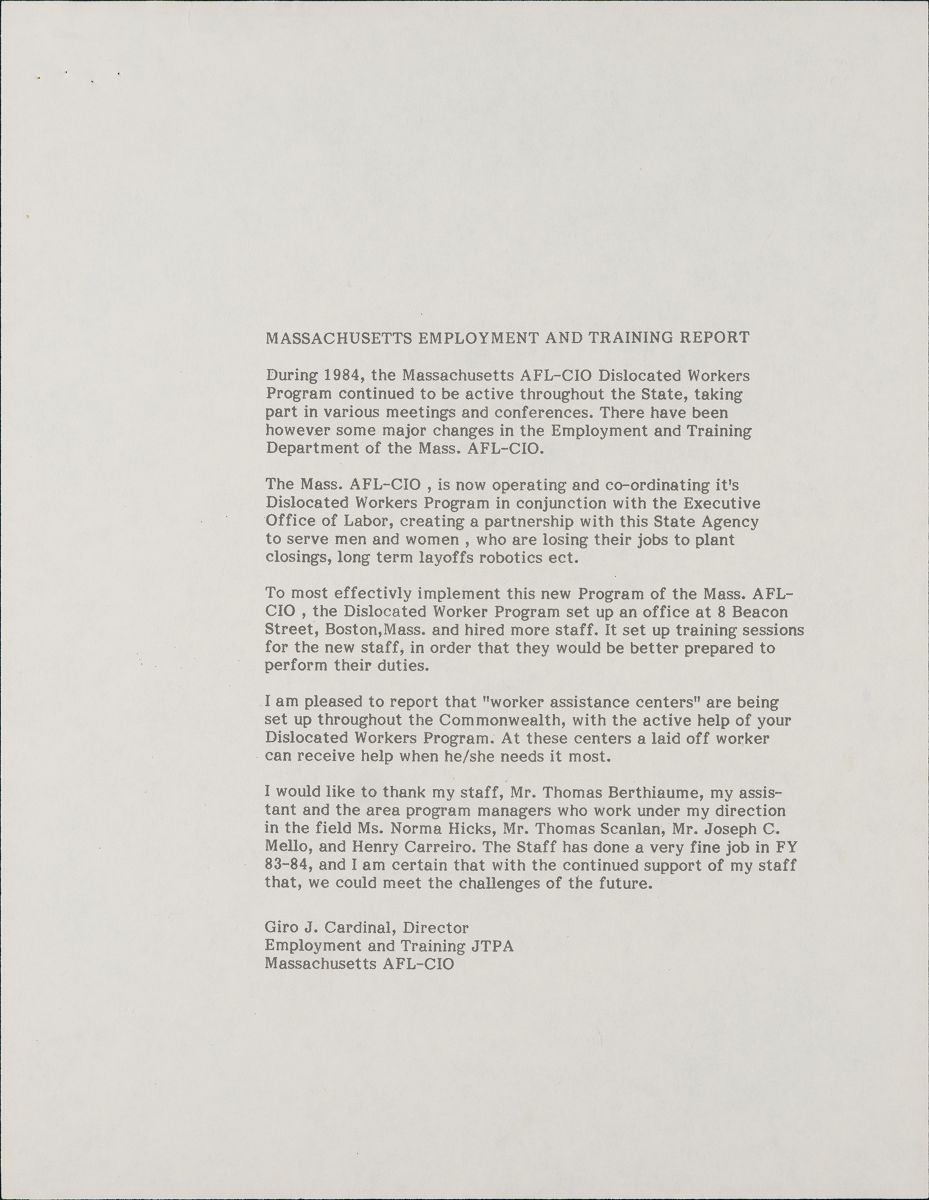 MASSACHUSETTS EMPLOYMENT AND TRAINING REPORT
During 1984, the Massachusetts AFL-CIO Dislocated Workers
Program continued to be active throughout the State, taking
part in various meetings and conferences. There have been
however some major changes in the Employment and Training
Department of the Mass. AFL-CIO.
The Mass. AFL-CIO , is now operating and co-ordinating it's
Dislocated Workers Program in conjunction with the Executive
Office of Labor, creating a partnership with this State Agency
to serve men and women , who are losing their jobs to plant
closings, long term layoffs robotics ect.
To most effectivly implement this new Program of the Mass. AFL-
CIO , the Dislocated Worker Program set up an office at 8 Beacon
Street, Boston,Mass. and hired more staff. It set up training sessions
for the new staff, in order that they would be better prepared to
perform their duties.
I am pleased to report that "worker assistance centers" are being
set up throughout the Commonwealth, with the active help of your
Dislocated Workers Program. At these centers a laid off worker
can receive help when he/she needs it most.
I would like to thank my staff, Mr. Thomas Berthiaume, my assis-
tant and the area program managers who work under my direction
in the field Ms. Norma Hicks, Mr. Thomas Scanlan, Mr. Joseph C.
Mello, and Henry Carreiro. The Staff has done a very fine job in FY
83-84, and I am certain that with the continued support of my staff
that, we could meet the challenges of the future.
Giro J. Cardinal, Director
Employment and Training JTPA
Massachusetts AFL-CIO